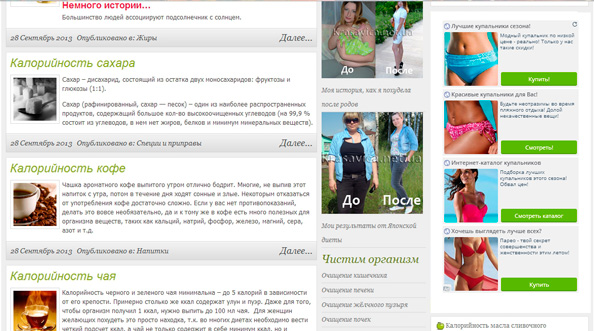 Немного истории...
Большинство людей ассоциируют подсолнечник с солнцем.
28 Сентябрь 2013 Опубликовано в: Жиры
Далее...
Калорийность сахара
Сахар – дисахарид, состоящий из остатка двух моносахаридов: фруктозы и
глюкозы (1:1).
Сахар (рафинированный, сахар — песок) – один из наиболее распространенных
продуктов, содержащий большое кол-во высокоочищенных углеводов (на 99,9 %
состоит из углеводов, в нем нет жиров, белков и минимум минеральных веществ).
28 Сентябрь 2013 Опубликовано в: Специи и приправы
Далее...
Калорийность кофе
Чашка ароматного кофе выпитого утром отлично бодрит. Многие, не выпив этот
напиток с утра, потом в течение дня ходят сонные и злые. Некоторым отказаться
от употребления кофе достаточно сложно. Если у вас нет противопоказаний,
делать это вовсе необязательно, да и к тому же в кофе есть много полезных для
организма веществ, таких как кальций, натрий, фосфор, железо, магний, сера,
азот и т.д.
28 Сентябрь 2013 Опубликовано в: Напитки
Далее...
Калорийность чая
Калорийность черного и зеленого чая минимальна – до 5 калорий в зависимости
от его крепости. Примерно столько же ккал содержат улун и пуэр. Даже для того,
чтобы организм получил 1 ккал, нужно выпить до 100 мл чая. Для женщин
желающих похудеть это просто находка, т.к. во многих диетах необходимо вести
четкий подсчет ккал, а чай не только содержит в себе минимум ккал, но и
До После
Моя история, как я похудела
после родов
До После
Мои результаты от Японской
диеты
Чистим организм
Очищение кишечника
Очищение печени
Очищение жёлчного пузыря
Очищение почек
Лучшие купальники сезона!
Модный купальник по низкой
цене - реально! Только у нас
такие скидки!
Купить!
Красивые купальники для Вас!
Будьте неотразимы во время
пляжного отдыха! Долой
некачественные вещи!
Смотреть!
Интернет-каталог купальников
Подборка лучших
купальников этого сезона!
Обвал цен!
Смотреть каталог
Хочешь выглядеть лучше всех?
Парео - твой секрет
совершенства и
женственности этим летом!
Купить
Калорийность масла сливочного